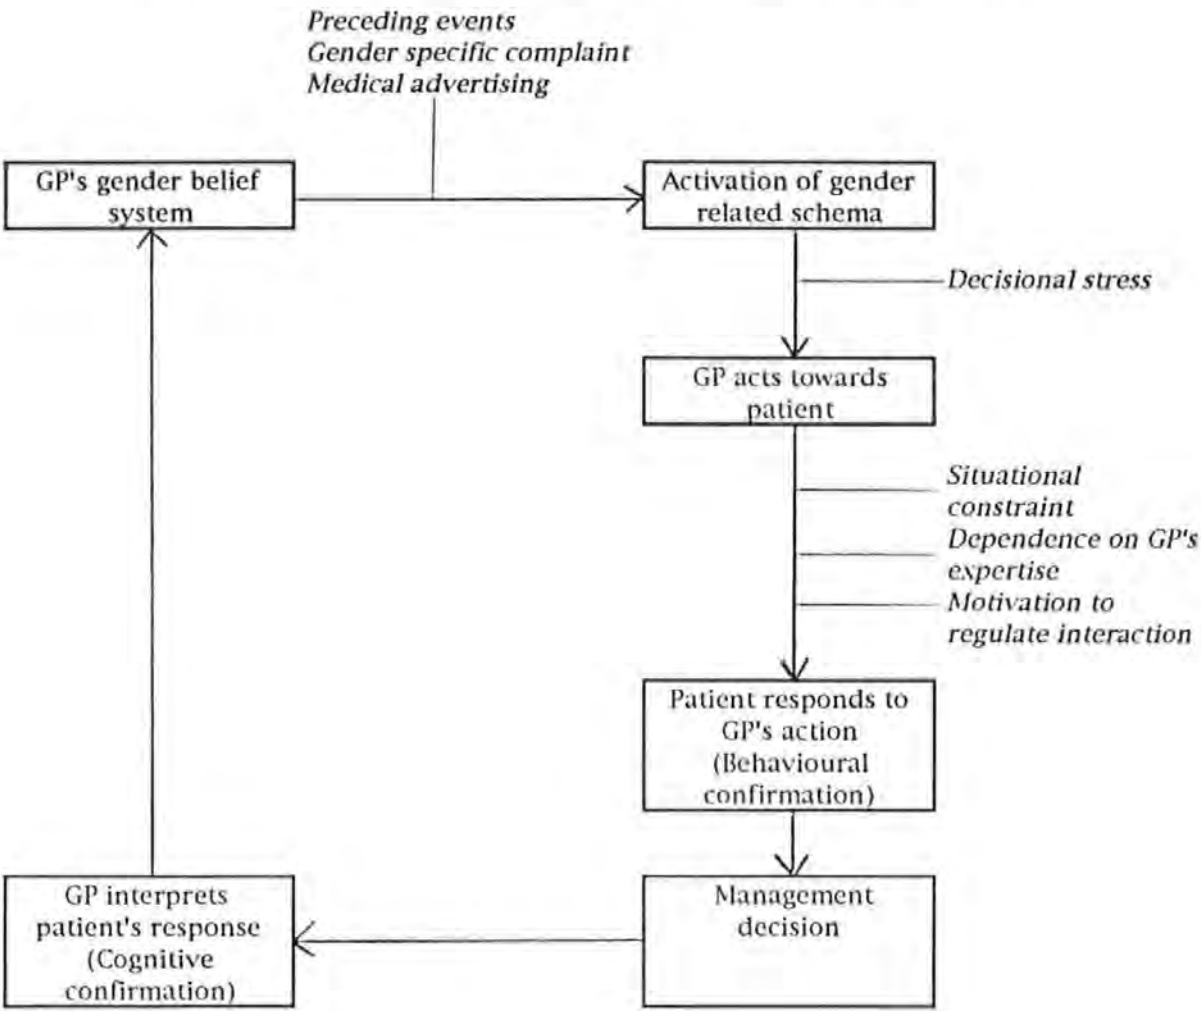 Preceding events
Gender specific complaint
Medical advertising
GP's gender belief
system
Activation of gender
related schema
Decisional stress
GP acts towards
patient
Situational
constraint
Dependence on GP's
expertise
Motivation to
regulate interaction
Patient responds to
GP's action
(Behavioural
confirmation)
GP interprets
patient's response
(Cognitive
confirmation)
Management
decision